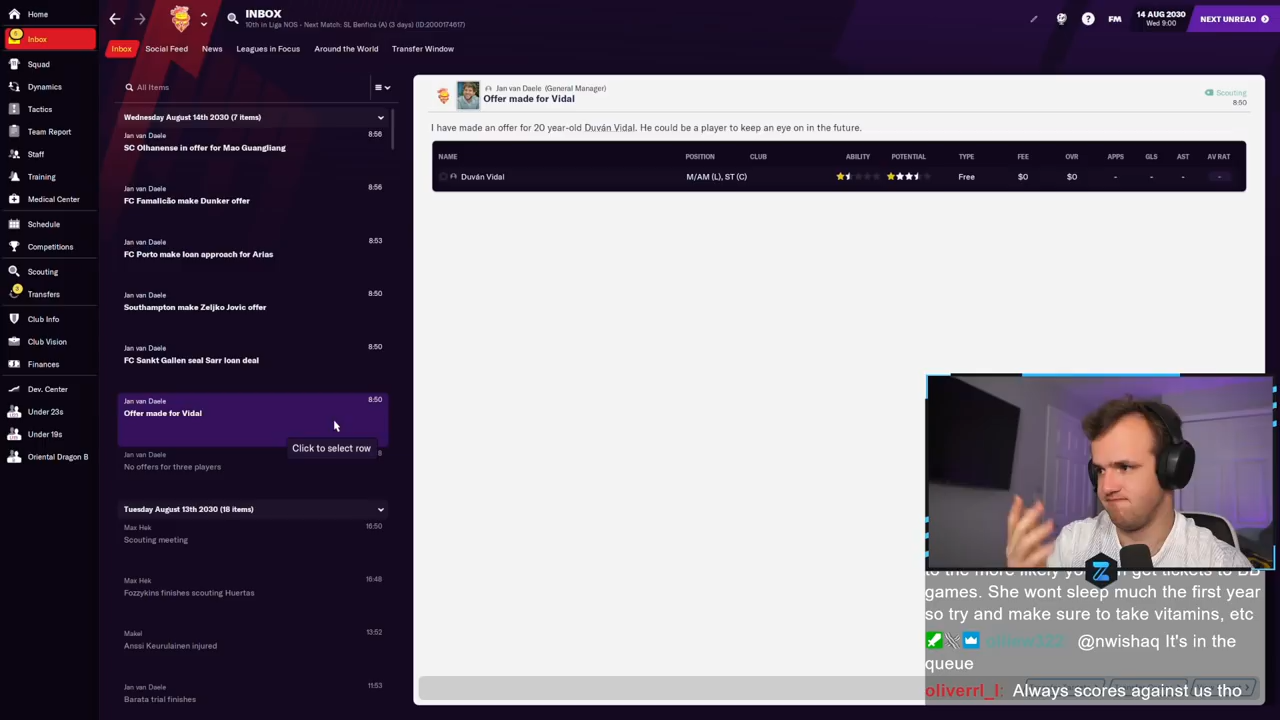 Home
INBOX
10th in Liga NOS - Next Match: SL Benfica (A) (3 days) (ID:2000174617)
FM
14 AUG 2030
Wed 9:00
NEXT UNREAD
Inbox
Social Feed
News
Leagues in Focus
Around the World
Transfer Window
5
Inbox
Squad
Dynamics
Tactics
Team Report
Staff
Training
Medical Center
Schedule
Competitions
Scouting
3
Transfers
Club Info
Club Vision
Finances
Dev. Center
Under 23s
Under 19s
Oriental Dragon B
All Items
Wednesday August 14th 2030 (7 items)
Jan van Daele 8:56
SC Olhanense in offer for Mao Guangliang
Jan van Daele 8:56
FC Famalicão make Dunker offer
Jan van Daele 8:53
FC Porto make loan approach for Arias
Jan van Daele 8:50
Southampton make Zeljko Jovic offer
Jan van Daele 8:50
FC Sankt Gallen seal Sarr loan deal
Jan van Daele 8:50
Offer made for Vidal
Click to select row
Jan van Daele 8
No offers for three players
Tuesday August 13th 2030 (18 items)
Max Hek 16:50
Scouting meeting
Max Hek 16:48
Fozzykins finishes scouting Huertas
Makel 13:52
Anssi Keurulainen injured
Jan van Daele 11:53
Barata trial finishes
Jan van Daele (General Manager)
Offer made for Vidal
Scouting
8:50
I have made an offer for 20 year-old Duván Vidal. He could be a player to keep an eye on in the future.
NAME POSITION CLUB ABILITY POTENTIAL TYPE FEE OVR APPS GLS AST AV RAT
Duván Vidal M/AM (L), ST (C) Free $0 $0 - - - -
games. She wont sleep much the first year
so try and make sure to take vitamins, etc
@nwishaq It's in the
queue
oliverrl_l: Always scores against us tho